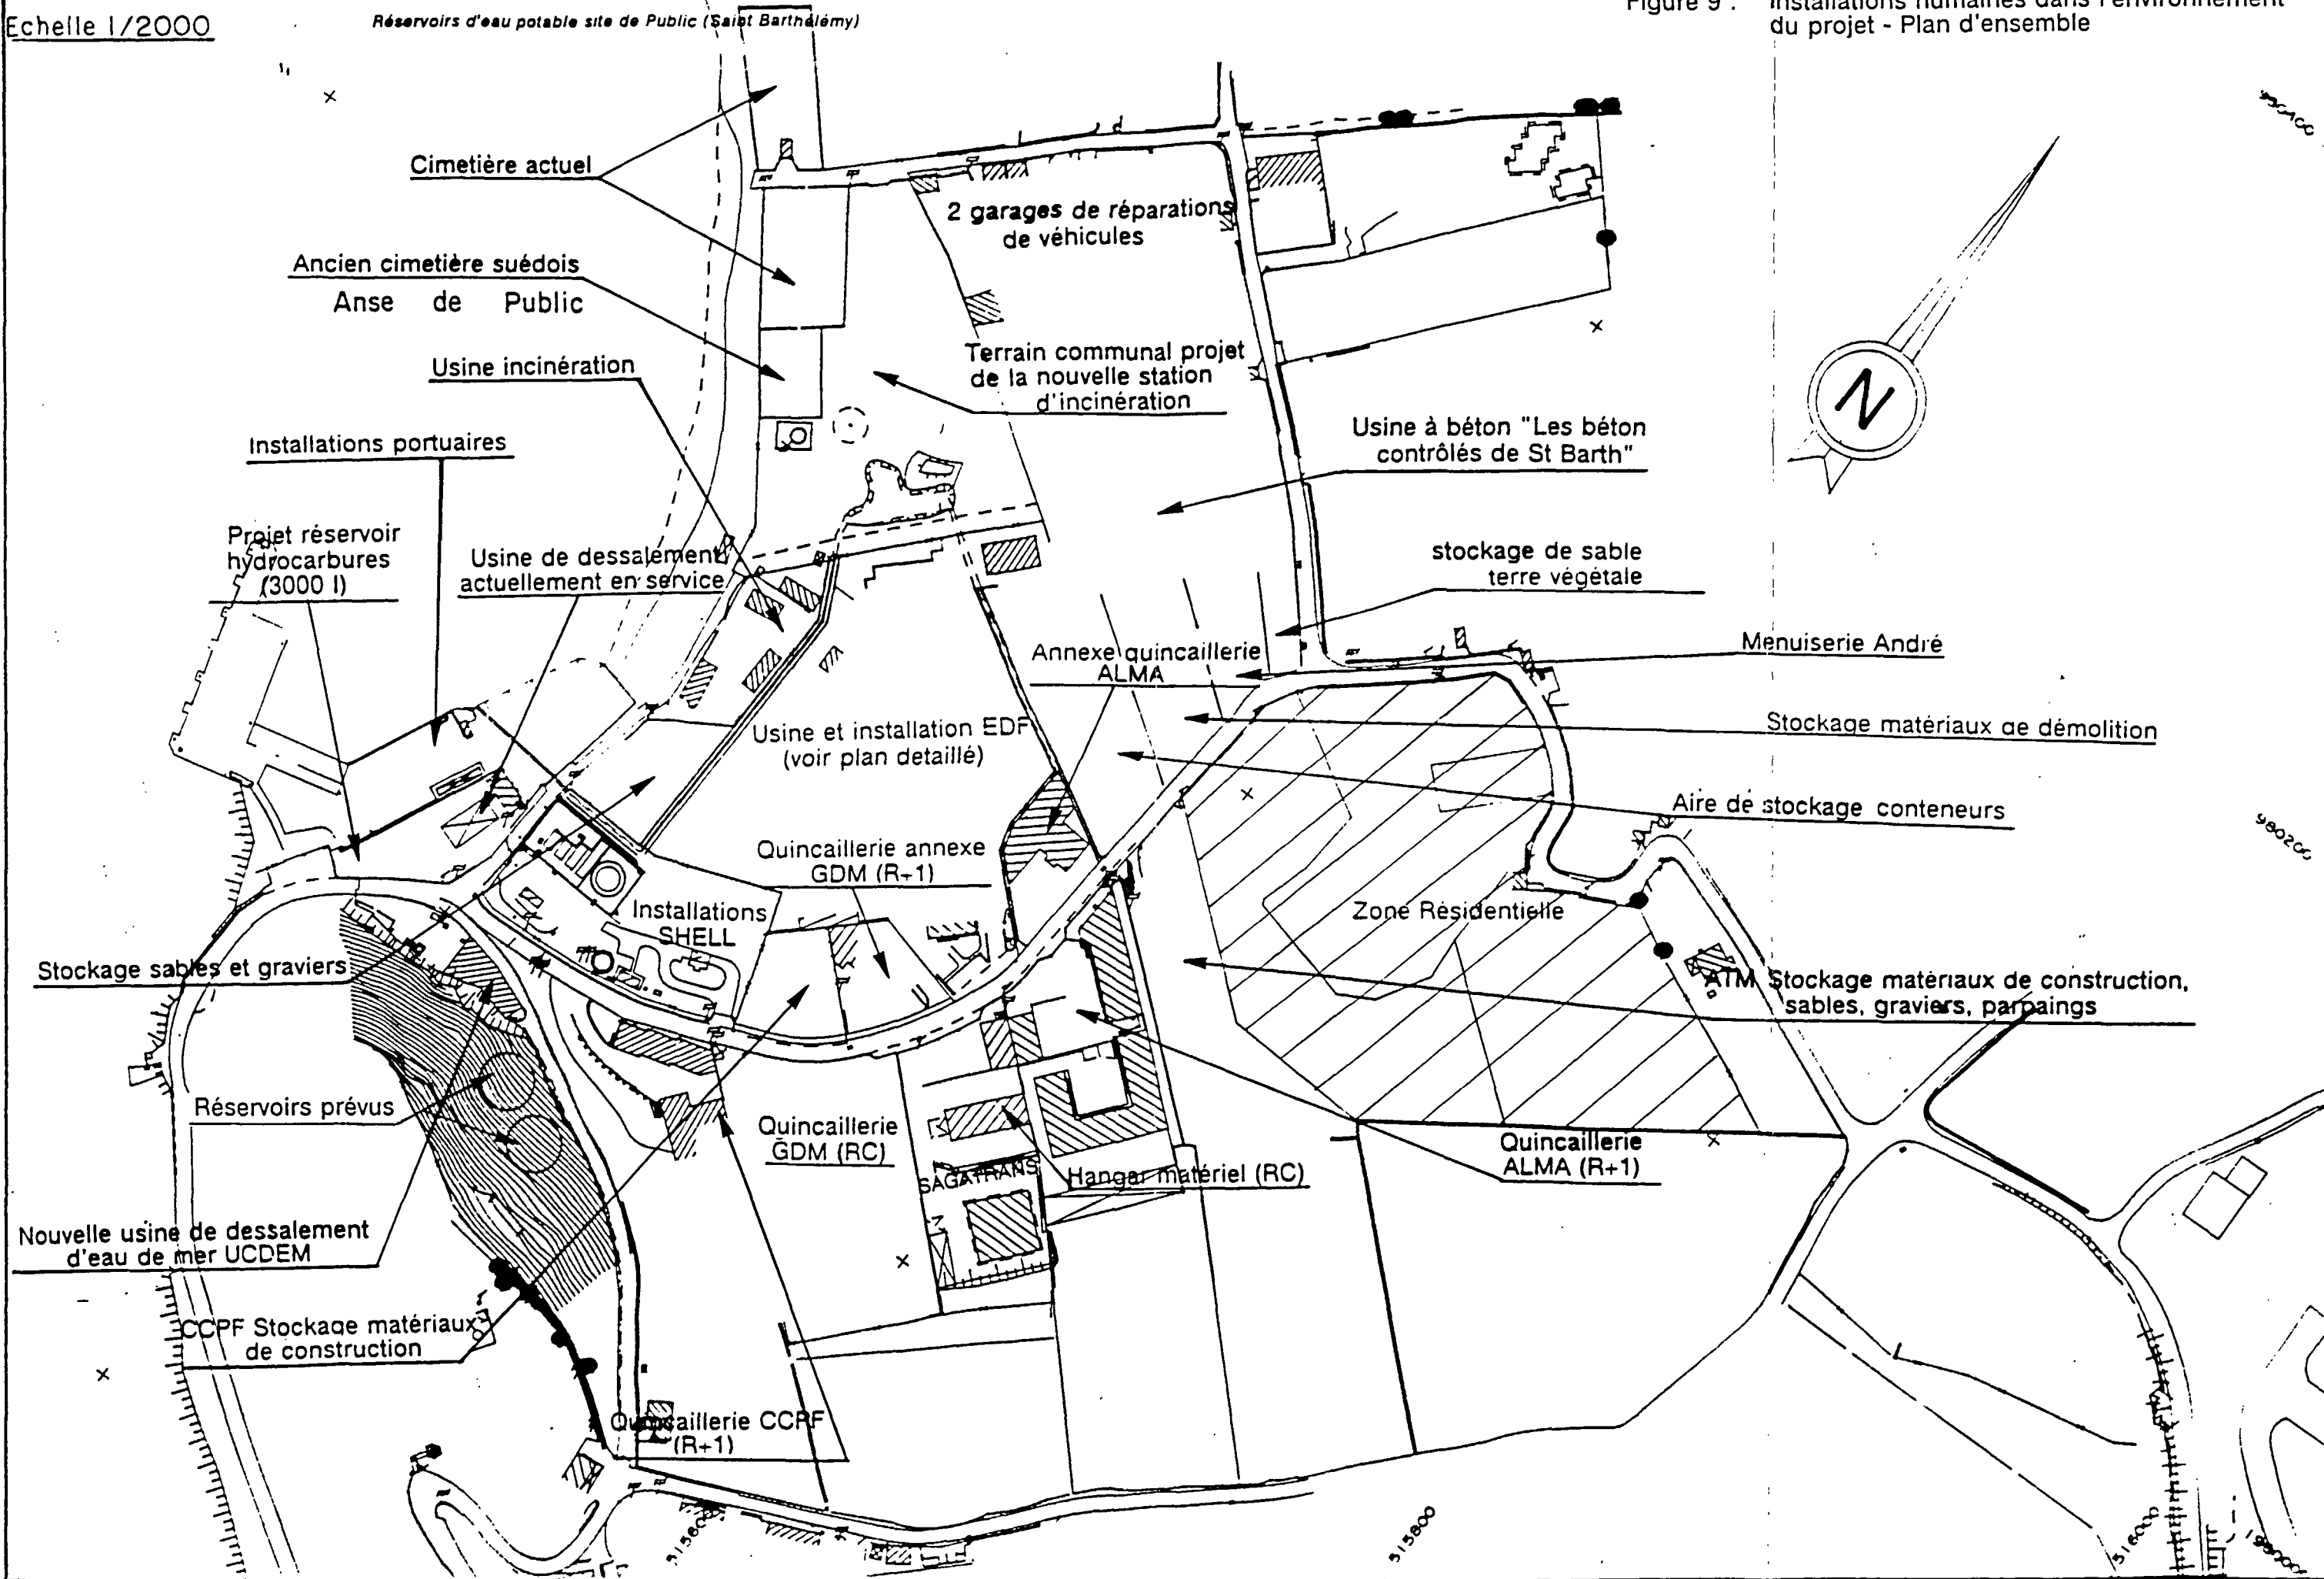 Echelle 1/2000
Réservoirs d'eau potable site de Public (Saint Barthélémy)
Figure 9 : Installations humaines dans l'environnement
du projet - Plan d'ensemble
Cimetière actuel
2 garages de réparations
de véhicules
Ancien cimetière suédois
Anse de Public
Usine incinération
Terrain communal projet
de la nouvelle station
d'incinération
N
Installations portuaires
Usine à béton "Les béton
contrôlés de St Barth"
Projet réservoir
hydrocarbures
(3000 l)
Usine de dessalement
actuellement en service
stockage de sable
terre végétale
Annexe quincaillerie
ALMA
Menuiserie André
Usine et installation EDF
(voir plan detaillé)
Stockage matériaux de démolition
Aire de stockage conteneurs
980200
Quincaillerie annexe
GDM (R+1)
Installations
SHELL
Zone Résidentielle
Stockage sables et graviers
ATM Stockage matériaux de construction,
sables, graviers, parpaings
Réservoirs prévus
Quincaillerie
GDM (RC)
SAGATRANS
Hangar matériel (RC)
Quincaillerie
ALMA (R+1)
Nouvelle usine de dessalement
d'eau de mer UCDEM
CCPF Stockage matériaux
de construction
Quincaillerie CCPF
(R+1)
515600
515800
516000